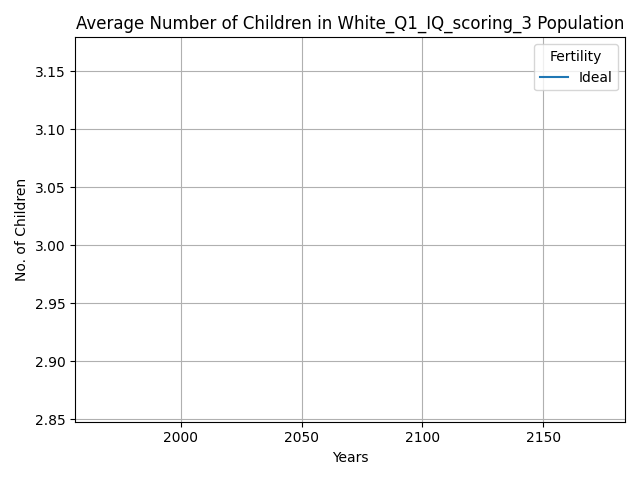 Average Number of Children in White_Q1_IQ_scoring_3 Population
Fertility
Ideal
3.15
3.10
3.05
3.00
2.95
2.90
2.85
No. of Children
2000
2050
2100
2150
Years